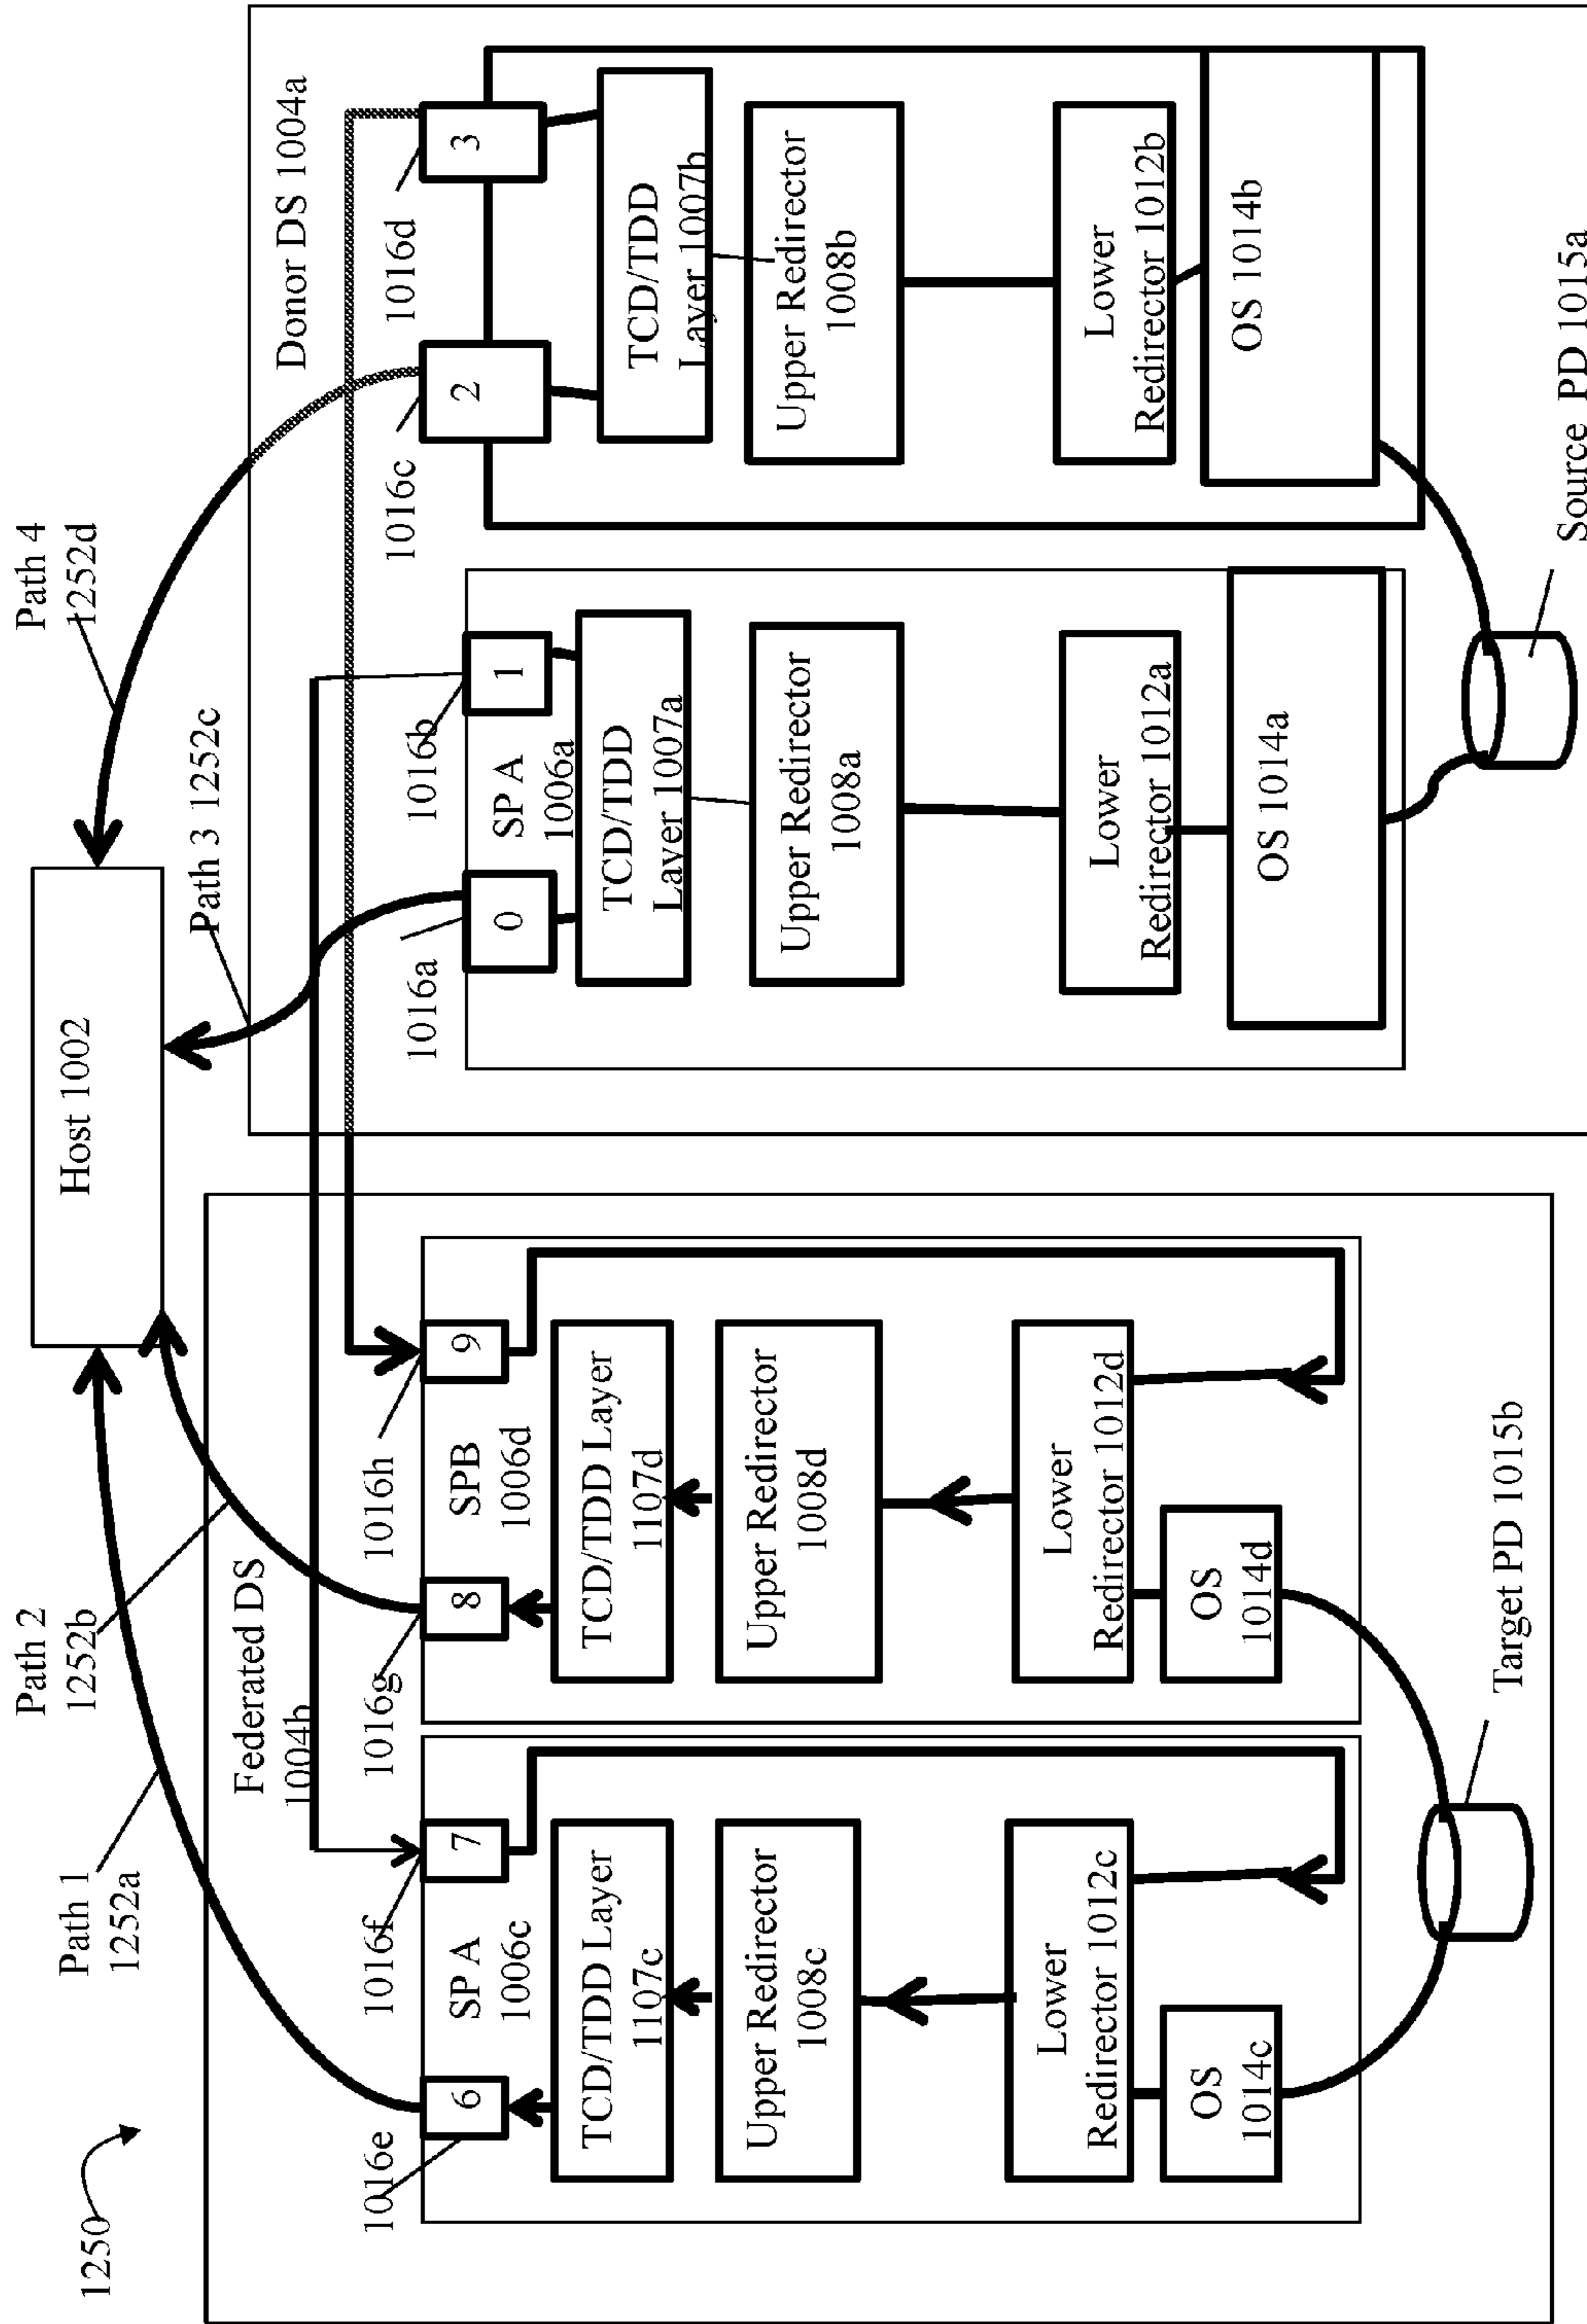 1250
Path 1
1252a
Path 2
1252b
Path 4
1252d
Path 3 1252c
Host 1002
Federated DS
1004b
Donor DS 1004a
1016e
6
SP A
1006c
1016f
7
TCD/TDD Layer
1107c
Upper Redirector
1008c
Lower
Redirector 1012c
OS
1014c
1016g
8
SPB
1006d
1016h
9
TCD/TDD Layer
1107d
Upper Redirector
1008d
Lower
Redirector 1012d
OS
1014d
Target PD 1015b
1016a
0
SP A
1006a
1016b
1
TCD/TDD
Layer 1007a
Upper Redirector
1008a
Lower
Redirector 1012a
OS 1014a
1016c
2
1016d
3
TCD/TDD
Layer 1007b
Upper Redirector
1008b
Lower
Redirector 1012b
OS 1014b
Source PD 1015a